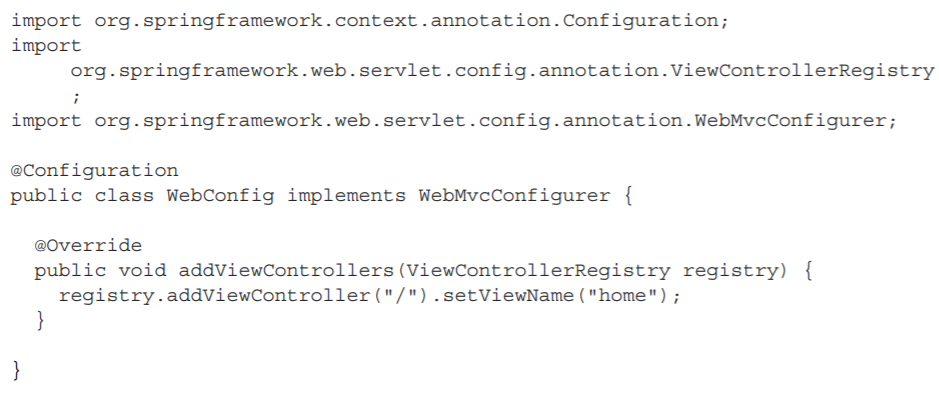 import org.springframework.context.annotation.Configuration;
import
      org.springframework.web.servlet.config.annotation.ViewControllerRegistry
      ;
import org.springframework.web.servlet.config.annotation.WebMvcConfigurer;

@Configuration
public class WebConfig implements WebMvcConfigurer {

  @Override
  public void addViewControllers(ViewControllerRegistry registry) {
    registry.addViewController("/").setViewName("home");
  }

}